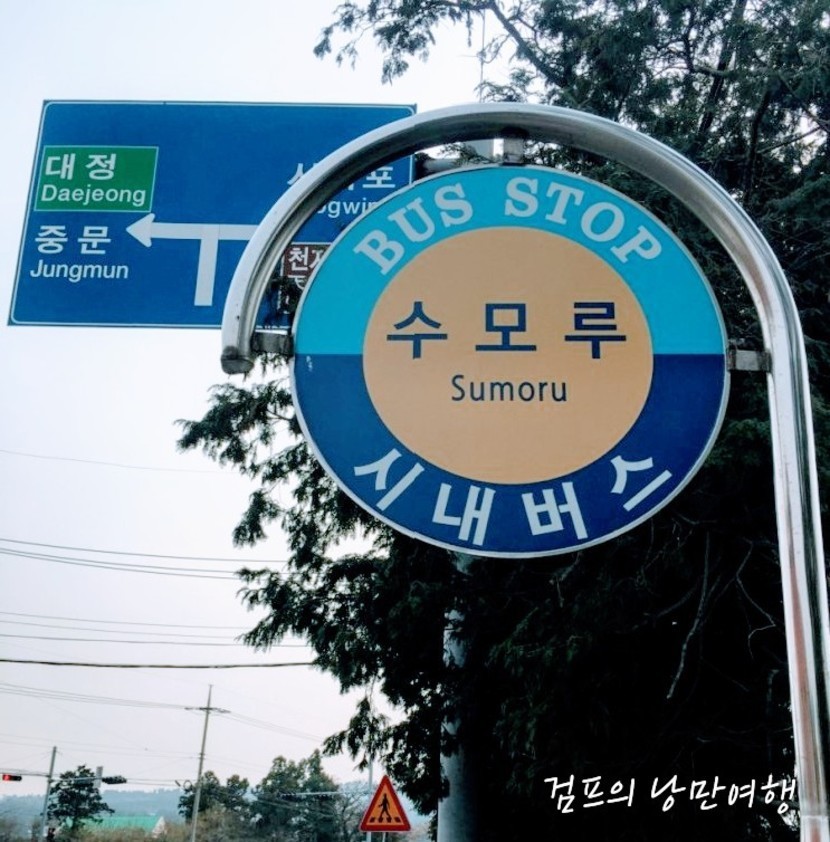 대정
Daejeong
중문
Jungmun
BUS STOP
수모루
Sumoru
시내버스
검프의 낭만여행